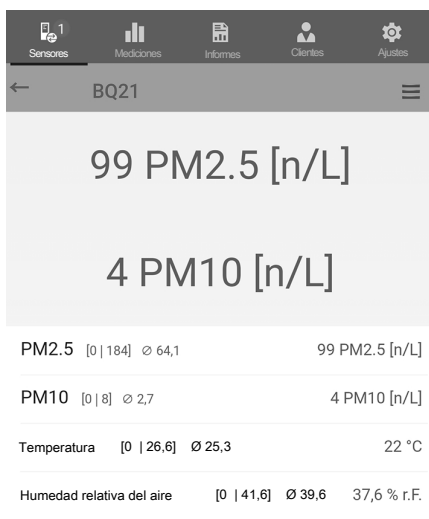 1
Sensores Mediciones Informes Clientes Ajustes
← BQ21
99 PM2.5 [n/L]
4 PM10 [n/L]
PM2.5 [0|184] ∅ 64,1 99 PM2.5 [n/L]
PM10 [0|8] ∅ 2,7 4 PM10 [n/L]
Temperatura [0 | 26,6] Ø 25,3 22 °C
Humedad relativa del aire [0 | 41,6] Ø 39,6 37,6 % r.F.